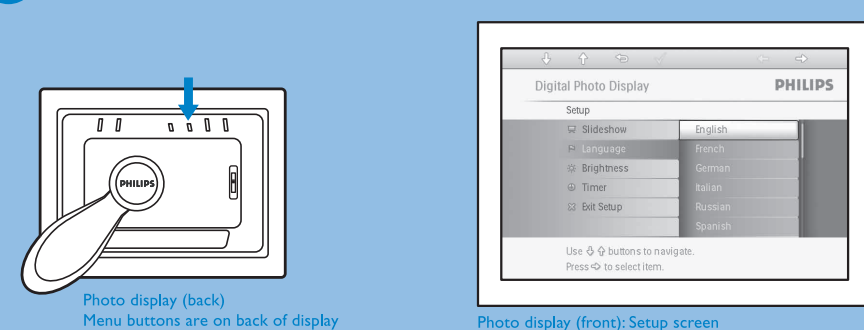 PHILIPS
Photo display (back)
Menu buttons are on back of display
Digital Photo Display
PHILIPS
Setup
Slideshow
Language
Brightness
Timer
Exit Setup
English
French
German
Italian
Russian
Spanish
Use buttons to navigate.
Press to select item.
Photo display (front): Setup screen